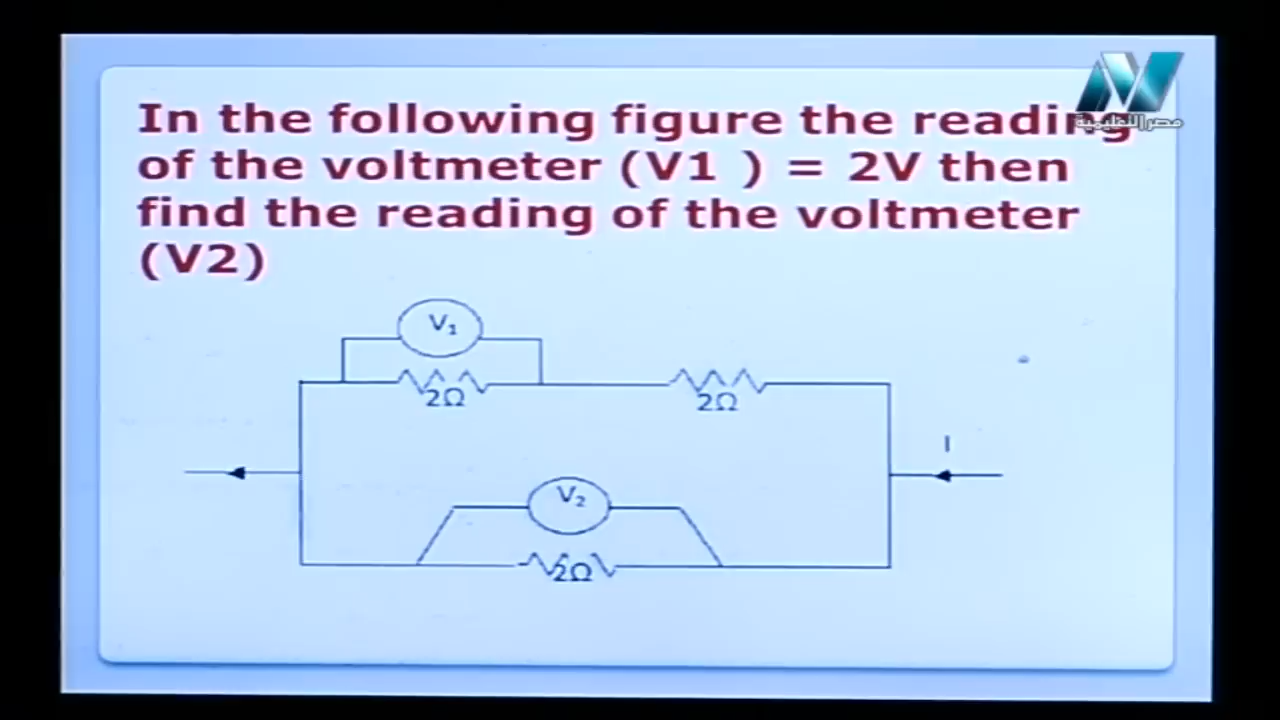 In the following figure the reading
of the voltmeter (V1 ) = 2V then
find the reading of the voltmeter
(V2)
مصر التعليمية
V₁
2Ω
2Ω
I
V₂
2Ω